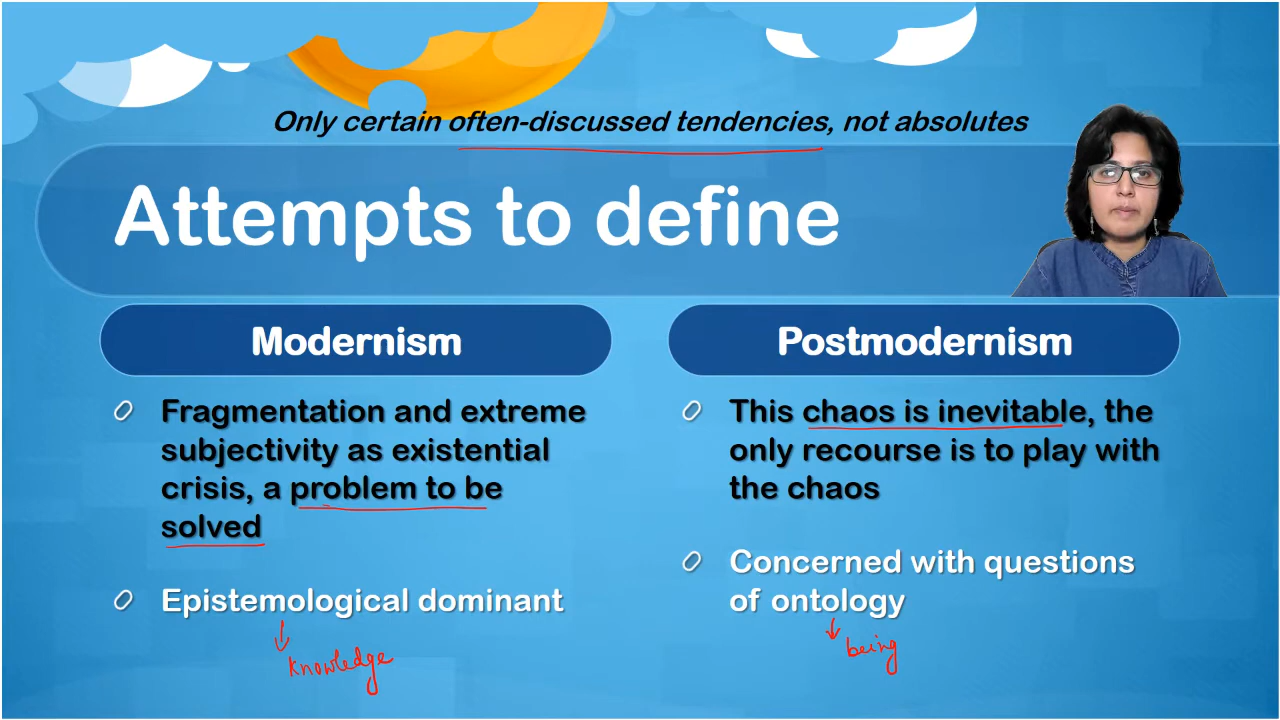 Only certain often-discussed tendencies, not absolutes
Attempts to define
Modernism
Fragmentation and extreme
subjectivity as existential
crisis, a problem to be
solved
Epistemological dominant
knowledge
Postmodernism
This chaos is inevitable, the
only recourse is to play with
the chaos
Concerned with questions
of ontology
being